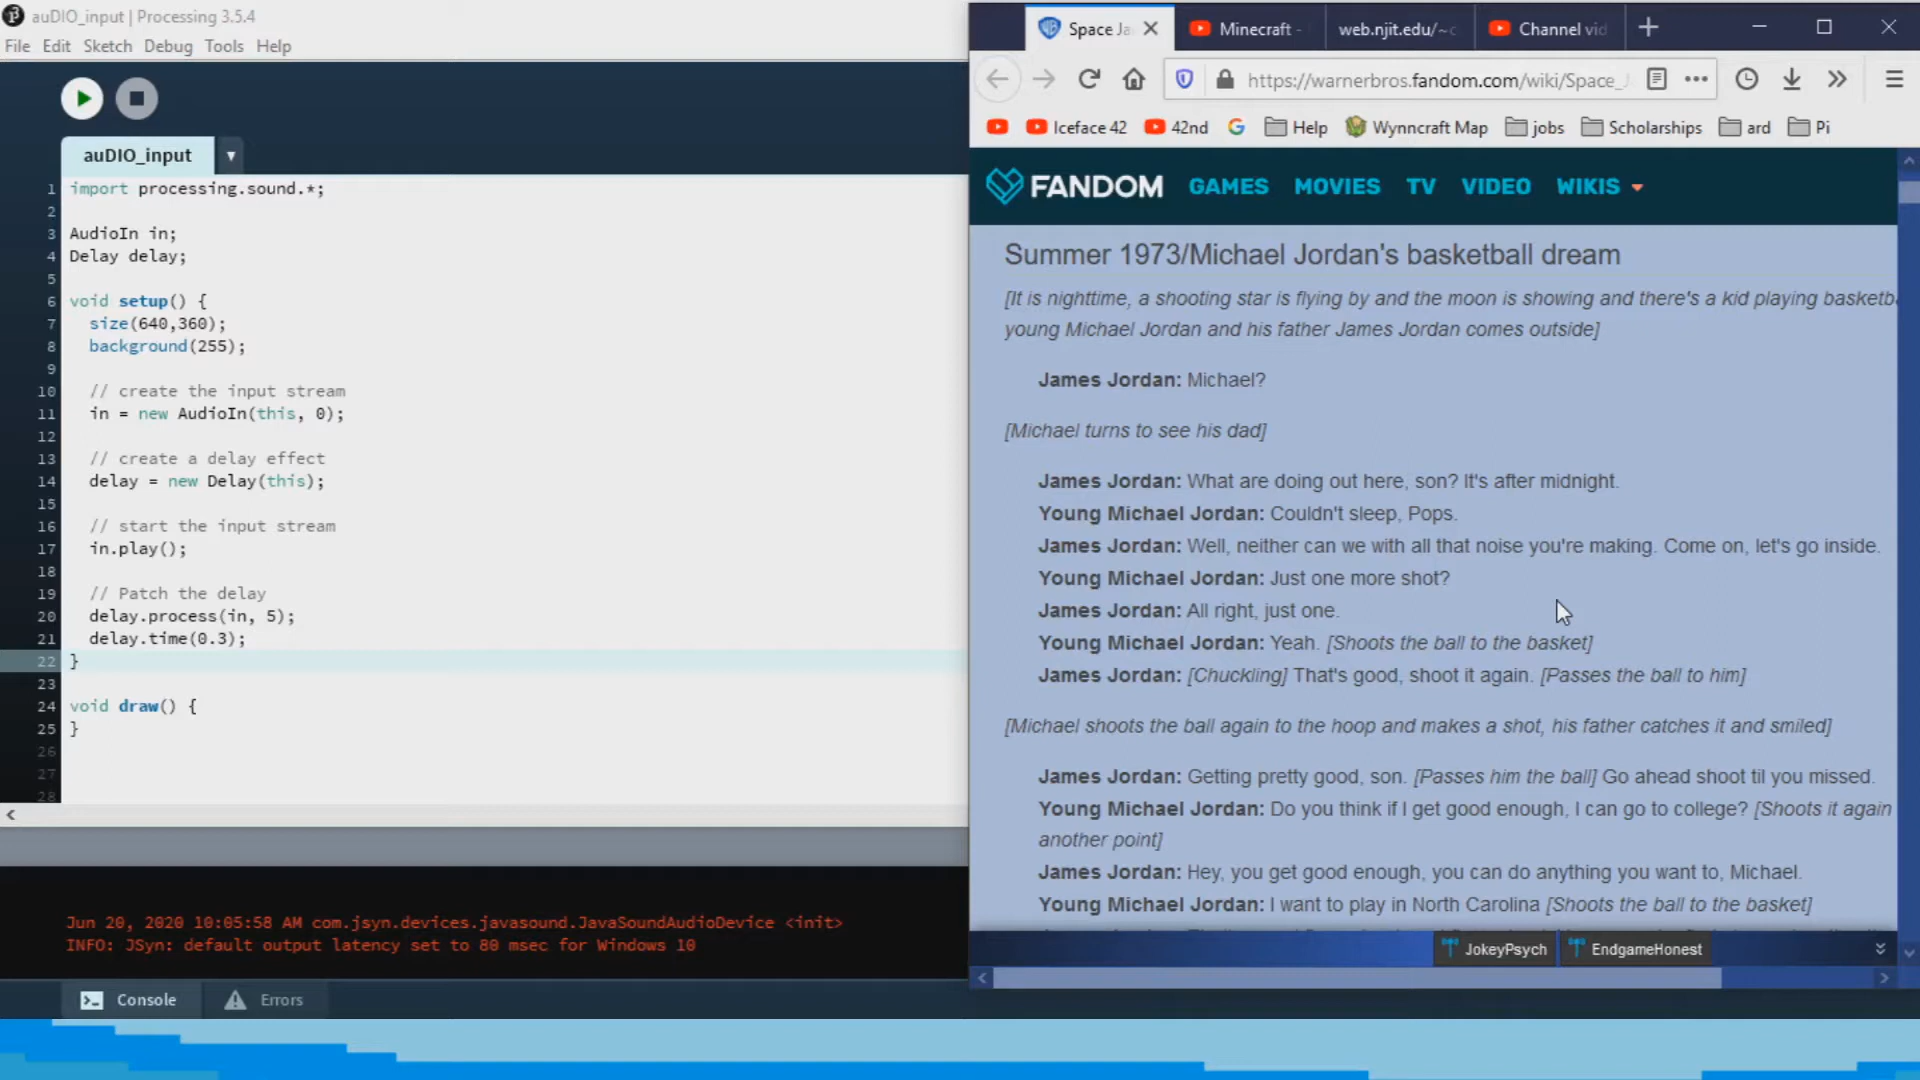 auDIO_input | Processing 3.5.4
File Edit Sketch Debug Tools Help
auDIO_input
1 import processing.sound.*;
2
3 AudioIn in;
4 Delay delay;
5
6 void setup() {
7 size(640,360);
8 background(255);
9
10 // create the input stream
11 in = new AudioIn(this, 0);
12
13 // create a delay effect
14 delay = new Delay(this);
15
16 // start the input stream
17 in.play();
18
19 // Patch the delay
20 delay.process(in, 5);
21 delay.time(0.3);
22 }
23
24 void draw() {
25 }
26
27
28
Jun 20, 2020 10:05:58 AM com.jsyn.devices.javasound.JavaSoundAudioDevice <init>
INFO: JSyn: default output latency set to 80 msec for Windows 10
Console Errors
Space Ja Minecraft - web.njit.edu/~c Channel vid
https://warnerbros.fandom.com/wiki/Space_J
Iceface 42 42nd Help Wynncraft Map jobs Scholarships ard Pi
FANDOM GAMES MOVIES TV VIDEO WIKIS
Summer 1973/Michael Jordan's basketball dream
[It is nighttime, a shooting star is flying by and the moon is showing and there's a kid playing basketba
young Michael Jordan and his father James Jordan comes outside]
James Jordan: Michael?
[Michael turns to see his dad]
James Jordan: What are doing out here, son? It's after midnight.
Young Michael Jordan: Couldn't sleep, Pops.
James Jordan: Well, neither can we with all that noise you're making. Come on, let's go inside.
Young Michael Jordan: Just one more shot?
James Jordan: All right, just one.
Young Michael Jordan: Yeah. [Shoots the ball to the basket]
James Jordan: [Chuckling] That's good, shoot it again. [Passes the ball to him]
[Michael shoots the ball again to the hoop and makes a shot, his father catches it and smiled]
James Jordan: Getting pretty good, son. [Passes him the ball] Go ahead shoot til you missed.
Young Michael Jordan: Do you think if I get good enough, I can go to college? [Shoots it again
another point]
James Jordan: Hey, you get good enough, you can do anything you want to, Michael.
Young Michael Jordan: I want to play in North Carolina [Shoots the ball to the basket]
JokeyPsych EndgameHonest